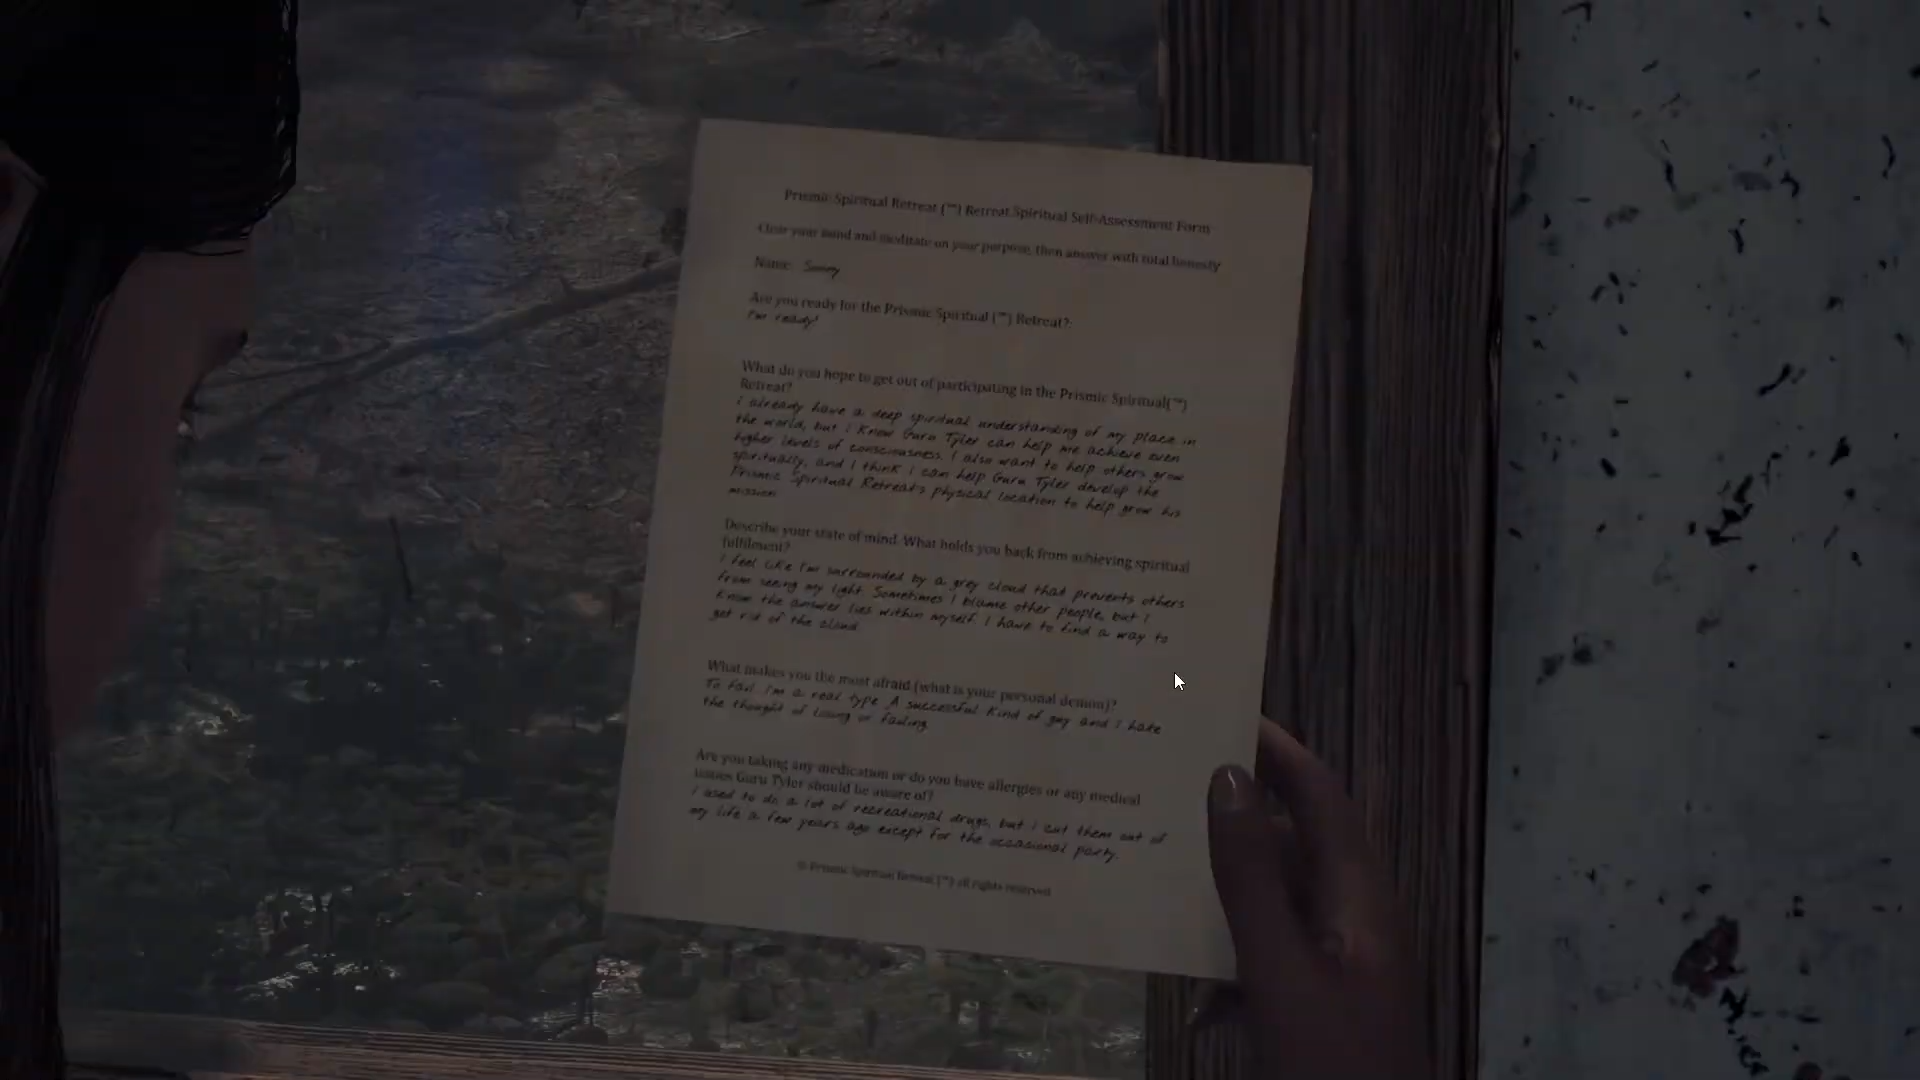 Prismic Spiritual Retreat (™) Retreat Spiritual Self-Assessment Form
Clear your mind and meditate on your purpose, then answer with total honesty
Name: Sonny
Are you ready for the Prismic Spiritual (™) Retreat?:
I'm ready!
What do you hope to get out of participating in the Prismic Spiritual(™)
Retreat?
I already have a deep spiritual understanding of my place in
the world, but I know Guru Tyler can help me achieve even
higher levels of consciousness. I also want to help others grow
spiritually, and I think I can help Guru Tyler develop the
Prismic Spiritual Retreat's physical location to help grow his
mission
Describe your state of mind. What holds you back from achieving spiritual
fulfilment?
I feel like I'm surrounded by a grey cloud that prevents others
from seeing my light. Sometimes I blame other people, but I
know the answer lies within myself. I have to find a way to
get rid of the cloud.
What makes you the most afraid (what is your personal demon)?
To fail. I'm a real type A successful kind of guy and I hate
the thought of losing or failing.
Are you taking any medication or do you have allergies or any medical
issues Guru Tyler should be aware of?
I used to do a lot of recreational drugs, but I cut them out of
my life a few years ago except for the occasional party.
© Prismic Spiritual Retreat (™) all rights reserved